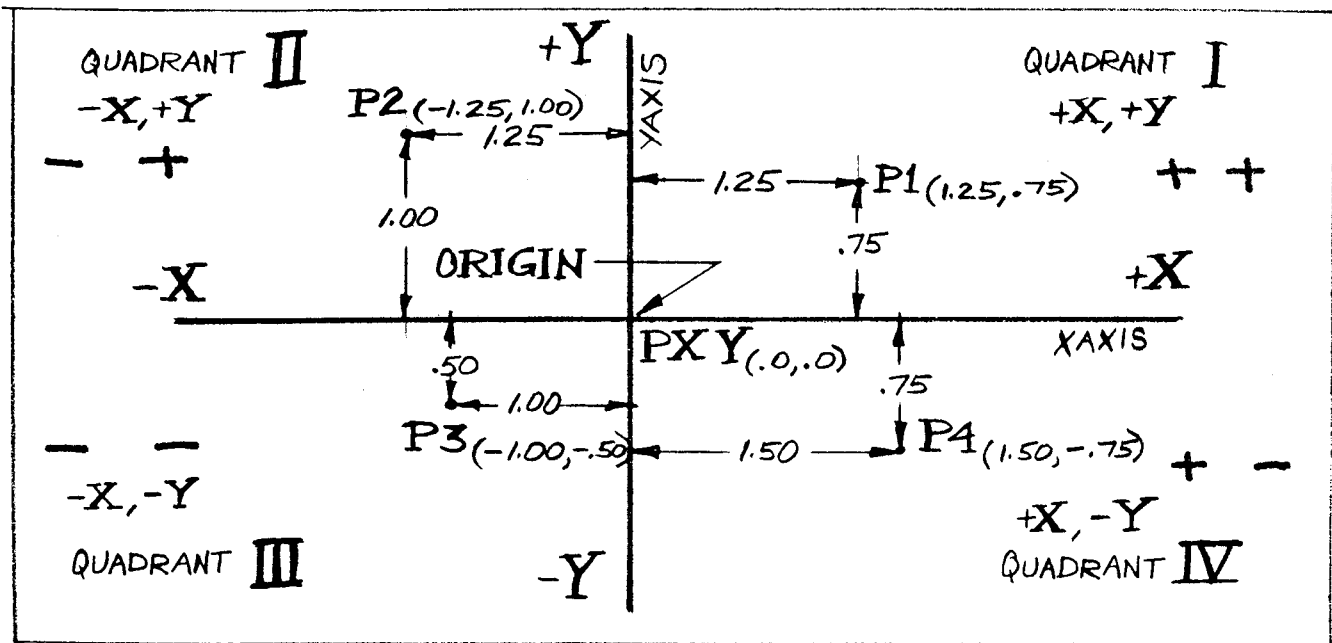 QUADRANT II
-X,+Y
- +
+Y
YAXIS
QUADRANT I
+X,+Y
+ +
P2(-1.25,1.00)
1.25
1.00
1.25
P1(1.25,.75)
.75
ORIGIN
-X
+X
XAXIS
PXY(.0,.0)
.50
1.00
P3(-1.00,-.50)
.75
1.50
P4(1.50,-.75)
- -
-X,-Y
QUADRANT III
-Y
+ -
+X,-Y
QUADRANT IV